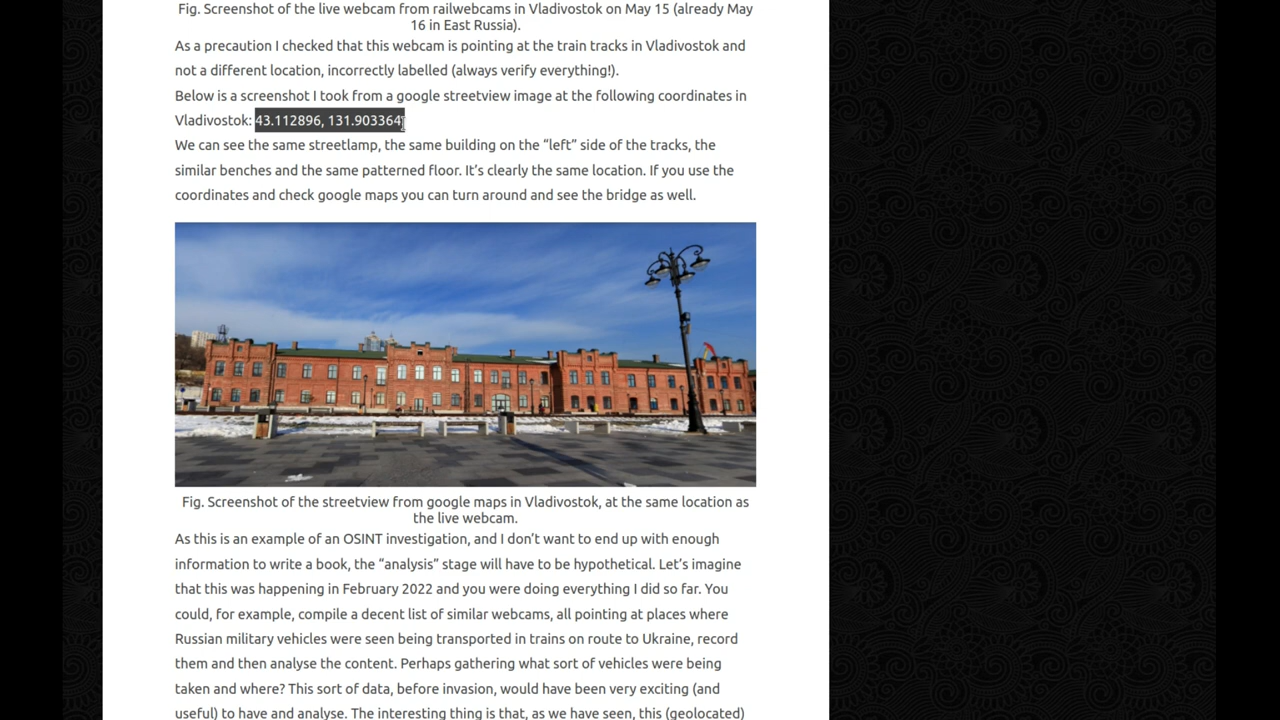 Fig. Screenshot of the live webcam from railwebcams in Vladivostok on May 15 (already May
16 in East Russia).
As a precaution I checked that this webcam is pointing at the train tracks in Vladivostok and
not a different location, incorrectly labelled (always verify everything!).
Below is a screenshot I took from a google streetview image at the following coordinates in
Vladivostok: 43.112896, 131.903364
We can see the same streetlamp, the same building on the “left” side of the tracks, the
similar benches and the same patterned floor. It’s clearly the same location. If you use the
coordinates and check google maps you can turn around and see the bridge as well.
Fig. Screenshot of the streetview from google maps in Vladivostok, at the same location as
the live webcam.
As this is an example of an OSINT investigation, and I don’t want to end up with enough
information to write a book, the “analysis” stage will have to be hypothetical. Let’s imagine
that this was happening in February 2022 and you were doing everything I did so far. You
could, for example, compile a decent list of similar webcams, all pointing at places where
Russian military vehicles were seen being transported in trains on route to Ukraine, record
them and then analyse the content. Perhaps gathering what sort of vehicles were being
taken and where? This sort of data, before invasion, would have been very exciting (and
useful) to have and analyse. The interesting thing is that, as we have seen, this (geolocated)